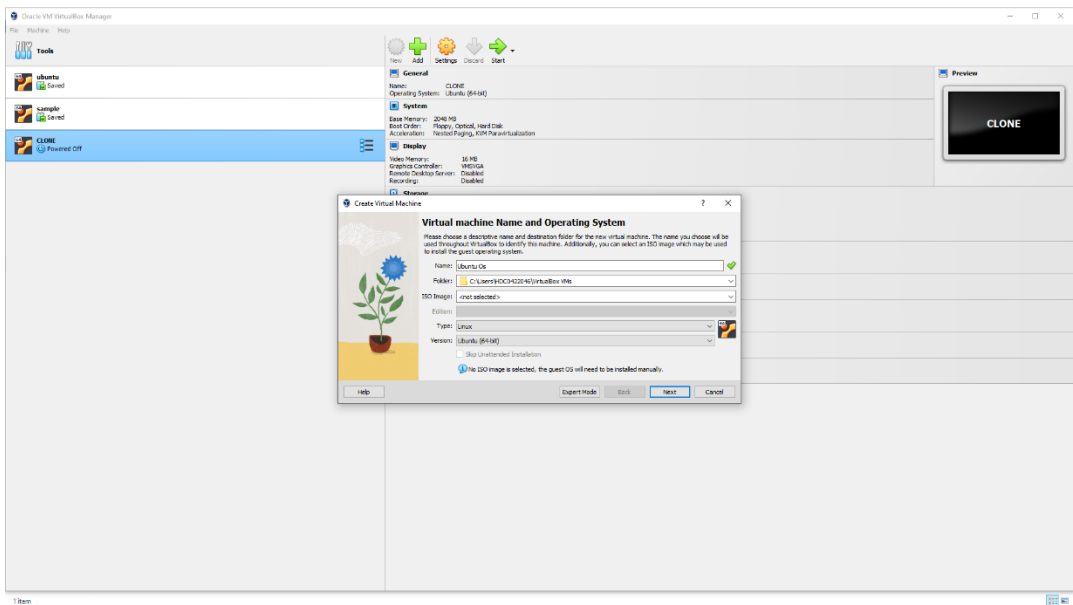 Oracle VM VirtualBox Manager
File Machine Help
Tools
ubuntu
Saved
sample
Saved
CLONE
Powered Off
New Add Settings Discard Start
General
Name: CLONE
Operating System: Ubuntu (64-bit)
System
Base Memory: 2048 MB
Boot Order: Floppy, Optical, Hard Disk
Acceleration: Nested Paging, KVM Paravirtualization
Display
Video Memory: 16 MB
Graphics Controller: VMSVGA
Remote Desktop Server: Disabled
Recording: Disabled
Storage
Preview
CLONE
Create Virtual Machine
Virtual machine Name and Operating System
Please choose a descriptive name and destination folder for the new virtual machine. The name you choose will be
used throughout VirtualBox to identify this machine. Additionally, you can select an ISO image which may be used
to install the guest operating system.
Name: Ubuntu Os
Folder: C:\Users\HDC0422046\VirtualBox VMs
ISO Image: <not selected>
Edition:
Type: Linux
Version: Ubuntu (64-bit)
Skip Unattended Installation
No ISO image is selected, the guest OS will need to be installed manually.
Help Expert Mode Back Next Cancel
1 item